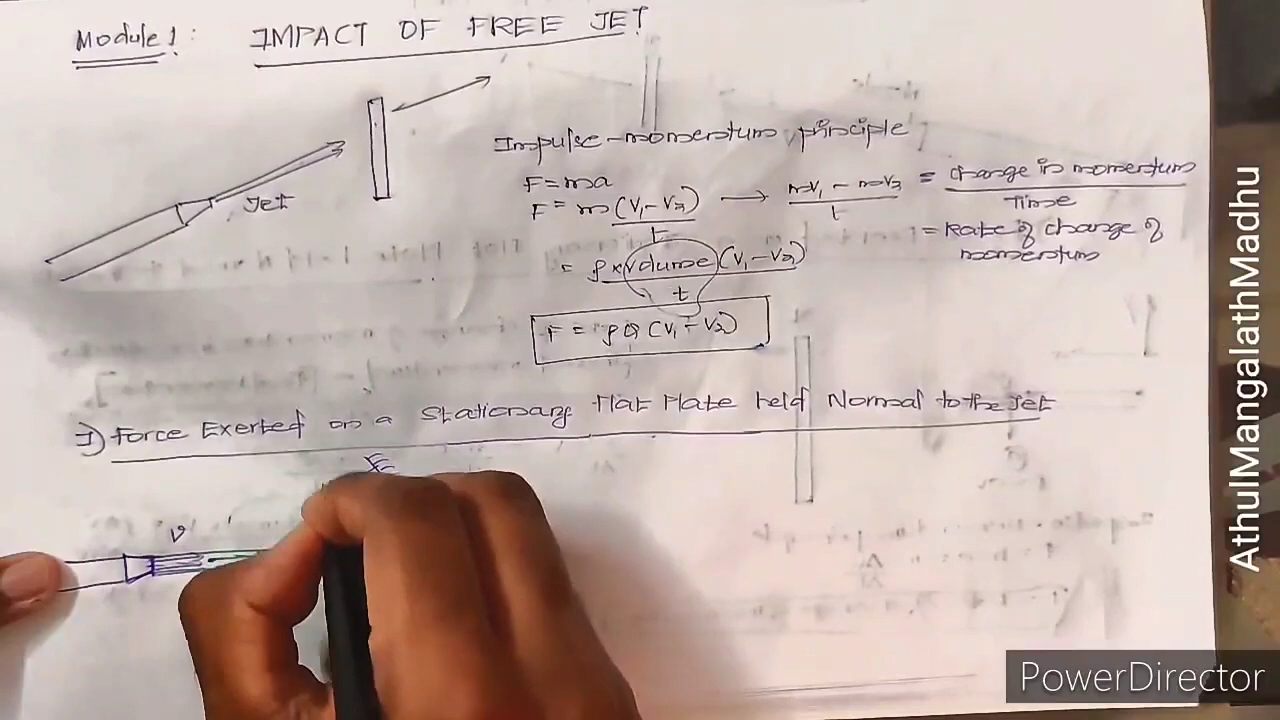 Module 1: IMPACT OF FREE JET
Jet
Impulse-momentum principle
F = ma
F = m(V₁ - V₂)/t → mv₁ - mv₂/t = change in momentum/Time
= Rate of change of momentum
= ρ × volume (V₁ - V₂)/t
F = ρQ (V₁ - V₂)
I) Force Exerted on a Stationary Flat Plate held Normal to the Jet
V
AthulMangalathMadhu
PowerDirector